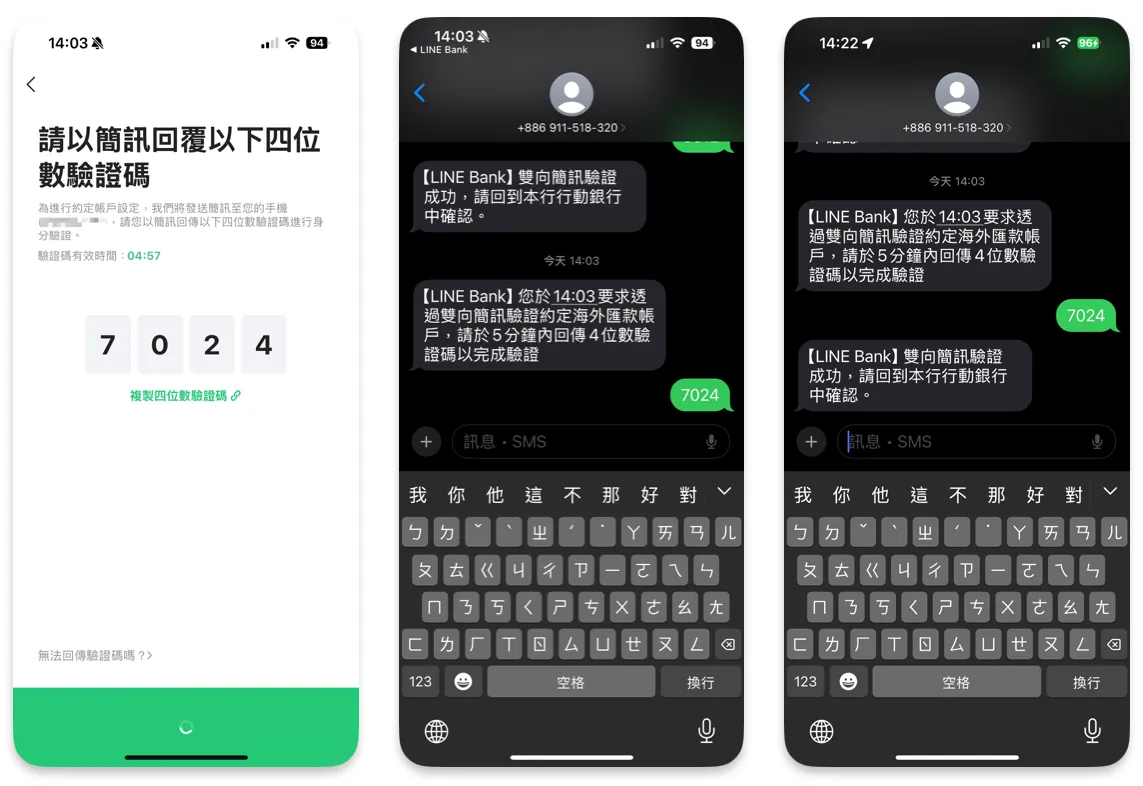 14:03
94
請以簡訊回覆以下四位
數驗證碼
為進行約定帳戶設定，我們將發送簡訊至您的手機
，請您以簡訊回傳以下四位數驗證碼進行身
分驗證。
驗證碼有效時間：04:57
7 0 2 4
複製四位數驗證碼
無法回傳驗證碼嗎？>
14:03
94
◀ LINE Bank
+886 911-518-320 >
【LINE Bank】雙向簡訊驗證
成功，請回到本行行動銀行
中確認。
今天 14:03
【LINE Bank】您於14:03要求透
過雙向簡訊驗證約定海外匯款帳
戶，請於5分鐘內回傳4位數驗
證碼以完成驗證
7024
訊息・SMS
我 你 他 這 不 那 好 對
ㄅ ㄉ ˇ ˋ ㄓ ˊ ˙ ㄚ ㄞ ㄢ ㄦ
ㄆ ㄊ ㄍ ㄐ ㄔ ㄗ ㄧ ㄛ ㄟ ㄣ
ㄇ ㄋ ㄎ ㄑ ㄕ ㄘ ㄨ ㄜ ㄠ ㄤ
ㄈ ㄌ ㄏ ㄒ ㄖ ㄙ ㄩ ㄝ ㄡ ㄥ
123 空格 換行
14:22
96
+886 911-518-320 >
今天 14:03
【LINE Bank】您於14:03要求透
過雙向簡訊驗證約定海外匯款帳
戶，請於5分鐘內回傳4位數驗
證碼以完成驗證
7024
【LINE Bank】雙向簡訊驗證
成功，請回到本行行動銀行
中確認。
訊息・SMS
我 你 他 這 不 那 好 對
ㄅ ㄉ ˇ ˋ ㄓ ˊ ˙ ㄚ ㄞ ㄢ ㄦ
ㄆ ㄊ ㄍ ㄐ ㄔ ㄗ ㄧ ㄛ ㄟ ㄣ
ㄇ ㄋ ㄎ ㄑ ㄕ ㄘ ㄨ ㄜ ㄠ ㄤ
ㄈ ㄌ ㄏ ㄒ ㄖ ㄙ ㄩ ㄝ ㄡ ㄥ
123 空格 換行